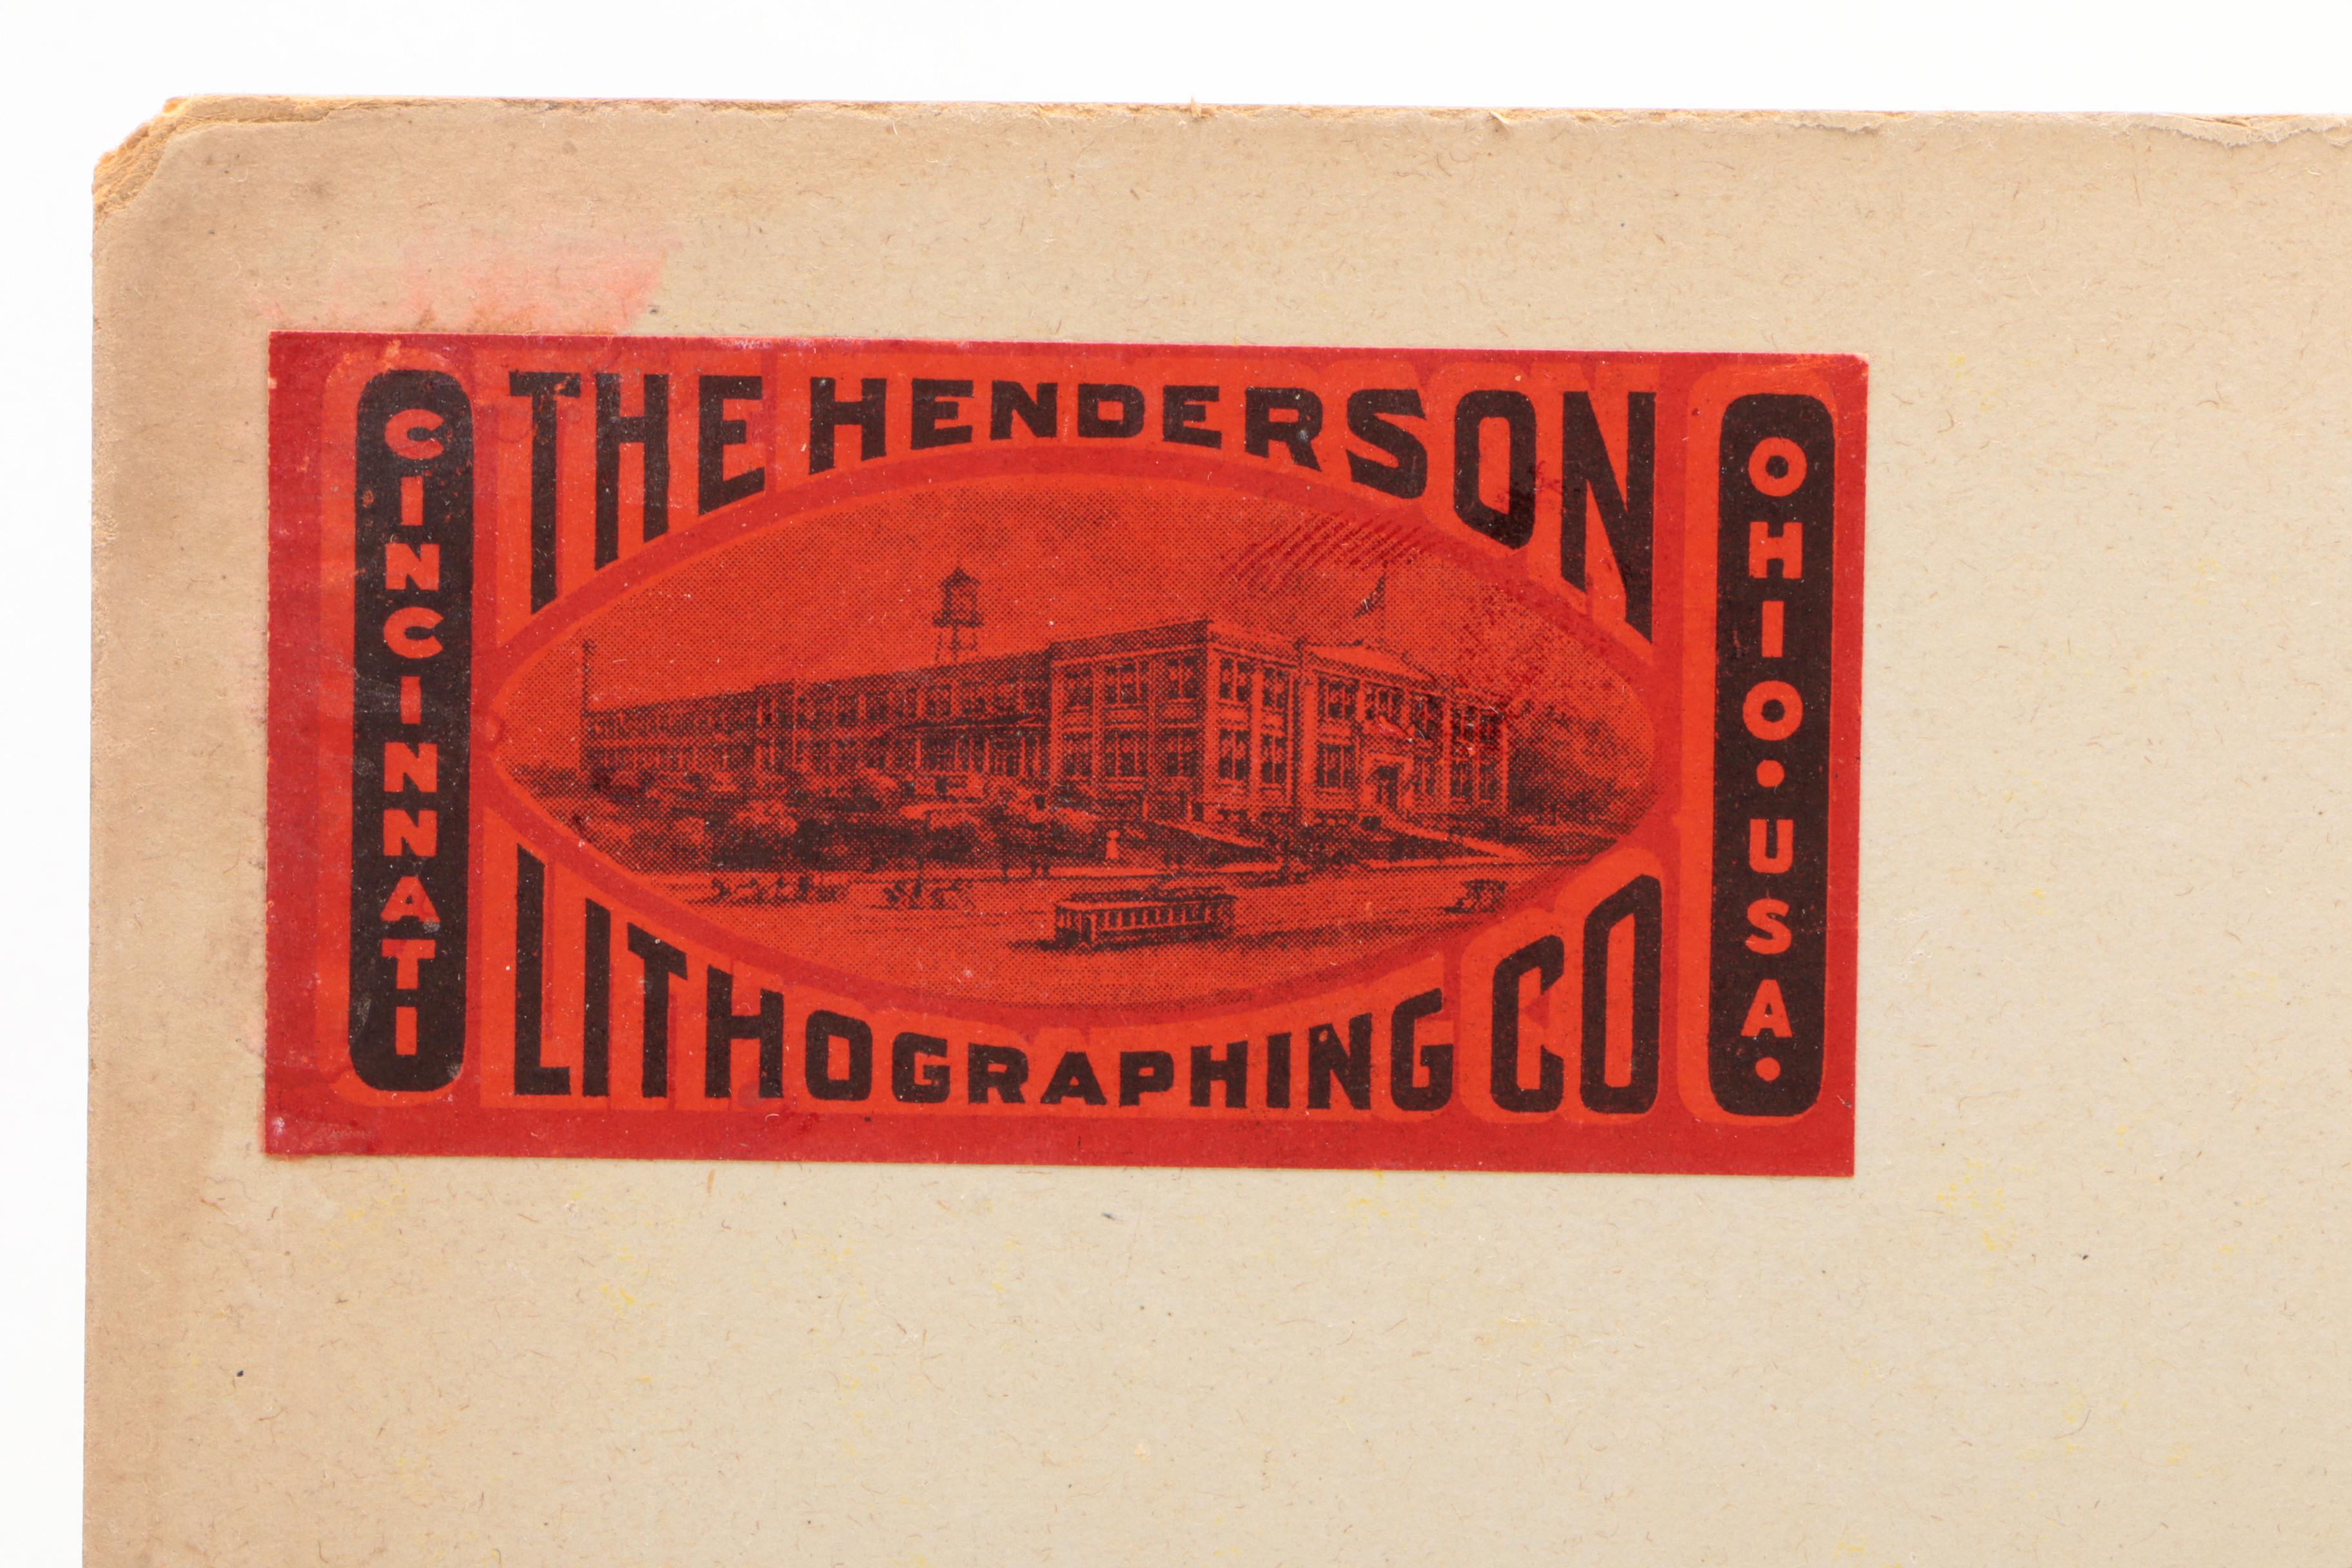 THE HENDERSON
LITHOGRAPHING CO
CINCINNATI
OHIO•USA•